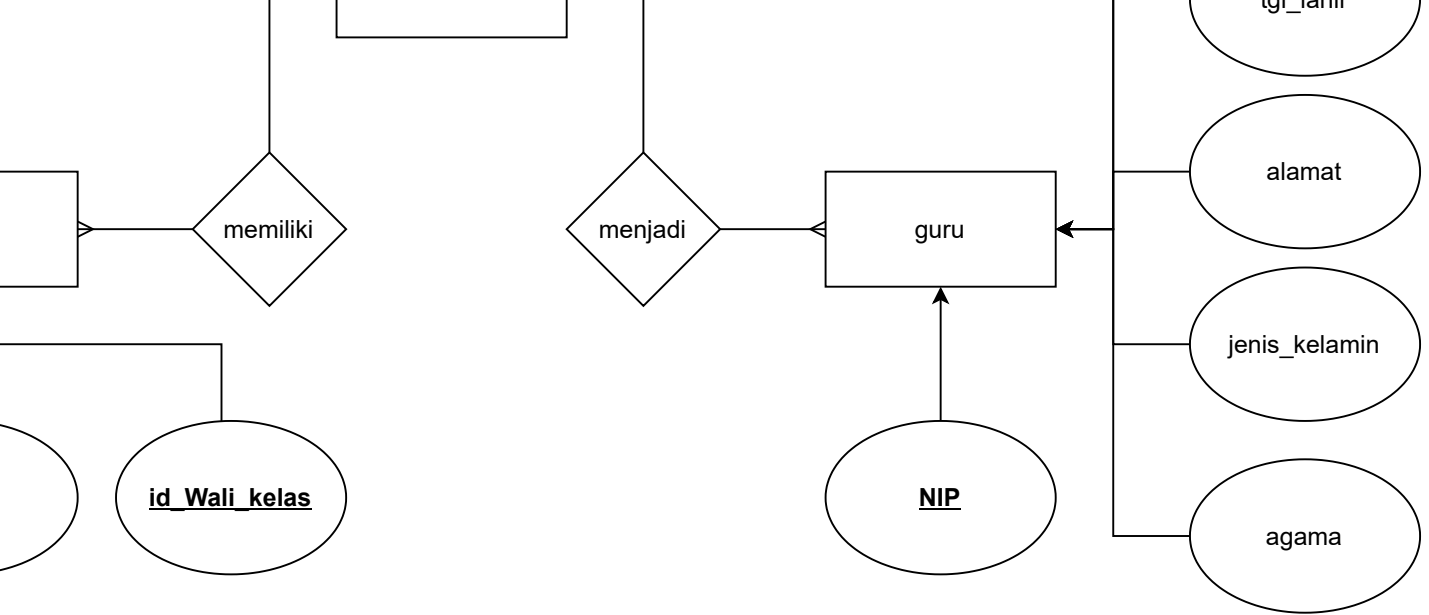 alamat
memiliki
menjadi
guru
jenis_kelamin
id_Wali_kelas
NIP
agama